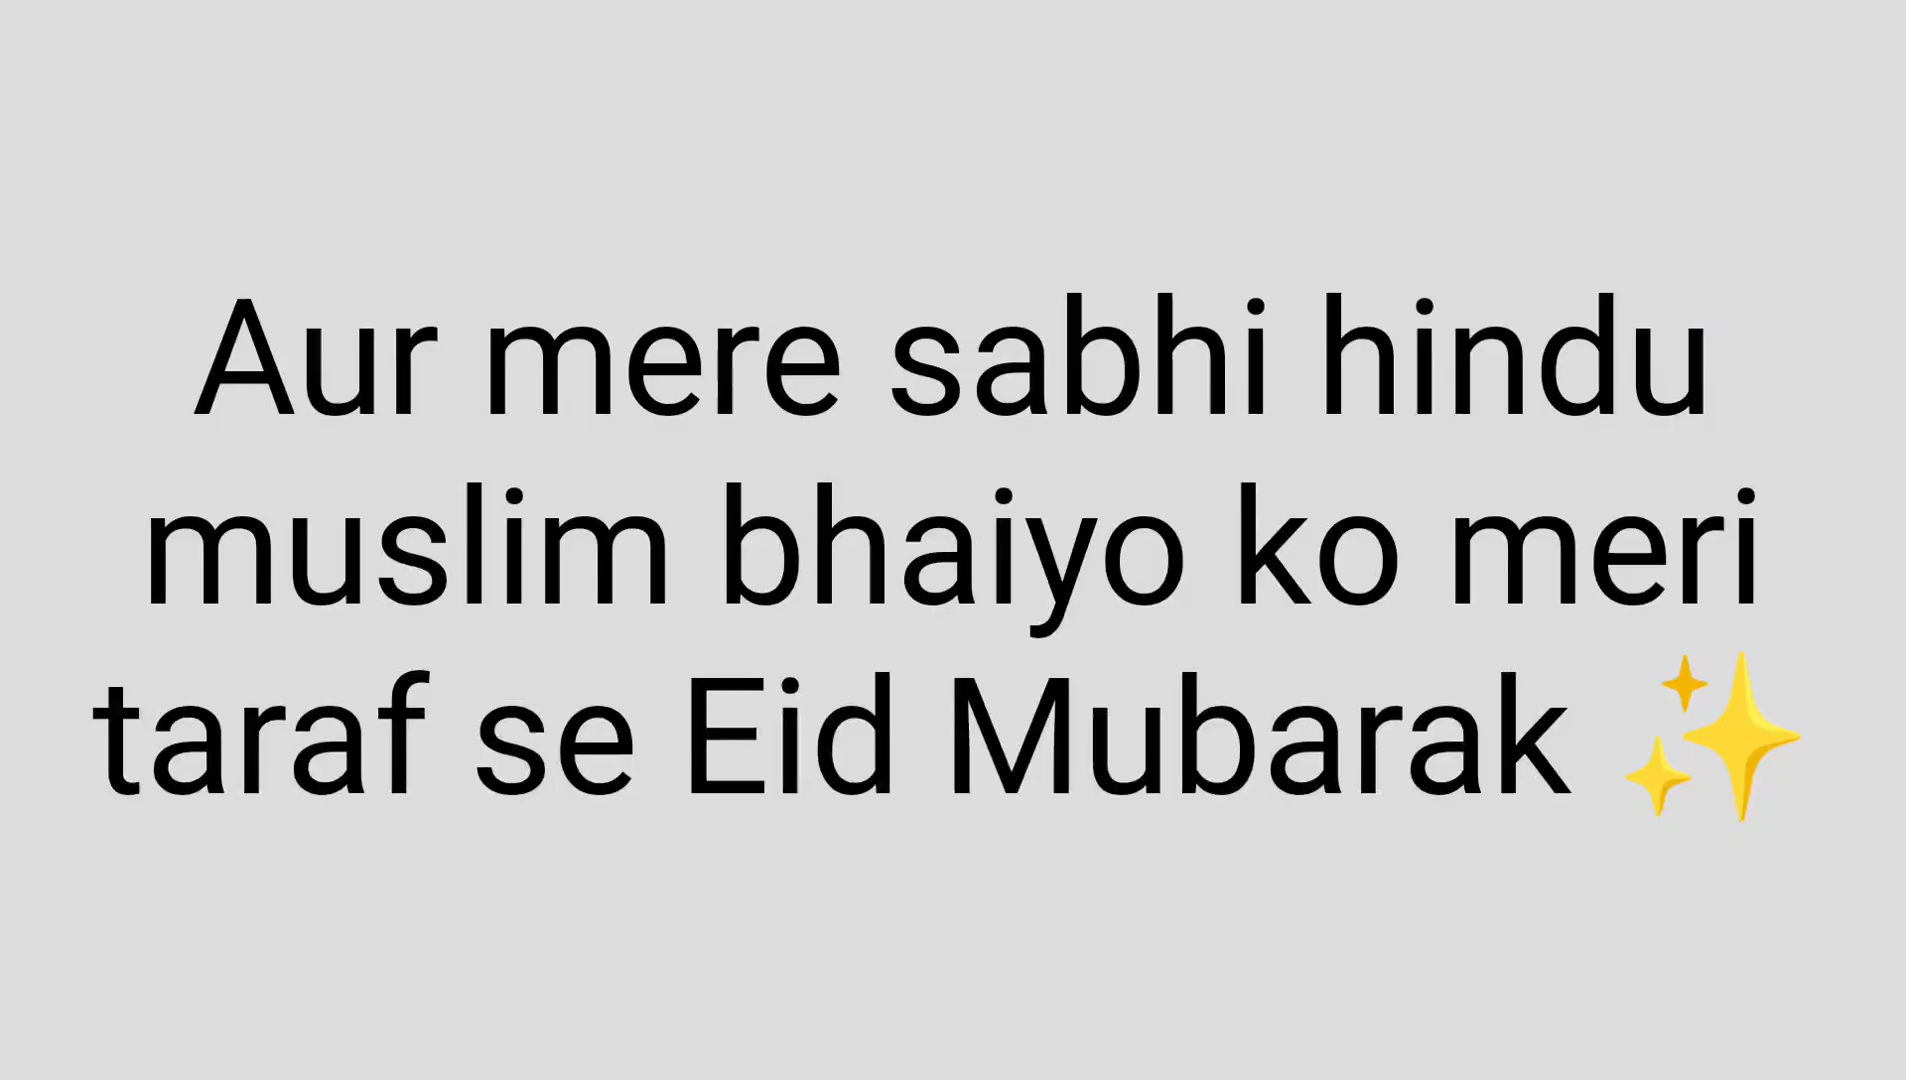 Aur mere sabhi hindu
muslim bhaiyo ko meri
taraf se Eid Mubarak ✨